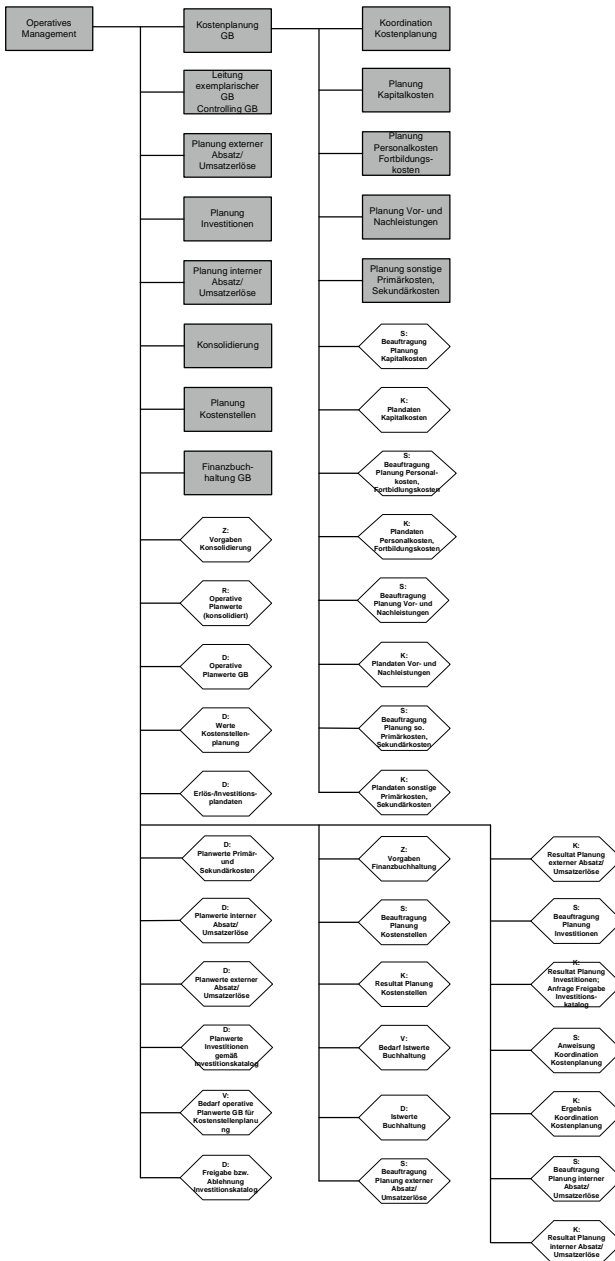 Operatives
Management
Kostenplanung
GB
Leitung
exemplarischer
GB
Controlling GB
Planung externer
Absatz/
Umsatzerlöse
Planung
Investitionen
Planung interner
Absatz/
Umsatzerlöse
Konsolidierung
Planung
Kostenstellen
Finanzbuch-
haltung GB
Z:
Vorgaben
Konsolidierung
R:
Operative
Planwerte
(konsolidiert)
D:
Operative
Planwerte GB
D:
Werte
Kostenstellen-
planung
D:
Erlös-/Investitions-
plandaten
D:
Planwerte Primär-
und
Sekundärkosten
D:
Planwerte interner
Absatz/
Umsatzerlöse
D:
Planwerte externer
Absatz/
Umsatzerlöse
D:
Planwerte
Investitionen
gemäß
Investitionskatalog
V:
Bedarf operative
Planwerte GB für
Kostenstellenplanu
ng
D:
Freigabe bzw.
Ablehnung
Investitionskatalog
Koordination
Kostenplanung
Planung
Kapitalkosten
Planung
Personalkosten
Fortbildungs-
kosten
Planung Vor- und
Nachleistungen
Planung sonstige
Primärkosten,
Sekundärkosten
S:
Beauftragung
Planung
Kapitalkosten
K:
Plandaten
Kapitalkosten
S:
Beauftragung
Planung Personal-
kosten,
Fortbidlungskosten
K:
Plandaten
Personalkosten,
Fortbildungskosten
S:
Beauftragung
Planung Vor- und
Nachleistungen
K:
Plandaten Vor- und
Nachleistungen
S:
Beauftragung
Planung so.
Primärkosten,
Sekundärkosten
K:
Plandaten sonstige
Primärkosten,
Sekundärkosten
Z:
Vorgaben
Finanzbuchhaltung
S:
Beauftragung
Planung
Kostenstellen
K:
Resultat Planung
Kostenstellen
V:
Bedarf Istwerte
Buchhaltung
D:
Istwerte
Buchhaltung
S:
Beauftragung
Planung externer
Absatz/
Umsatzerlöse
K:
Resultat Planung
externer Absatz/
Umsatzerlöse
S:
Beauftragung
Planung
Investitionen
K:
Resultat Planung
Investitionen;
Anfrage Freigabe
Investitions-
katalog
S:
Anweisung
Koordination
Kostenplanung
K:
Ergebnis
Koordination
Kostenplanung
S:
Beauftragung
Planung interner
Absatz/
Umsatzerlöse
K:
Resultat Planung
interner Absatz/
Umsatzerlöse